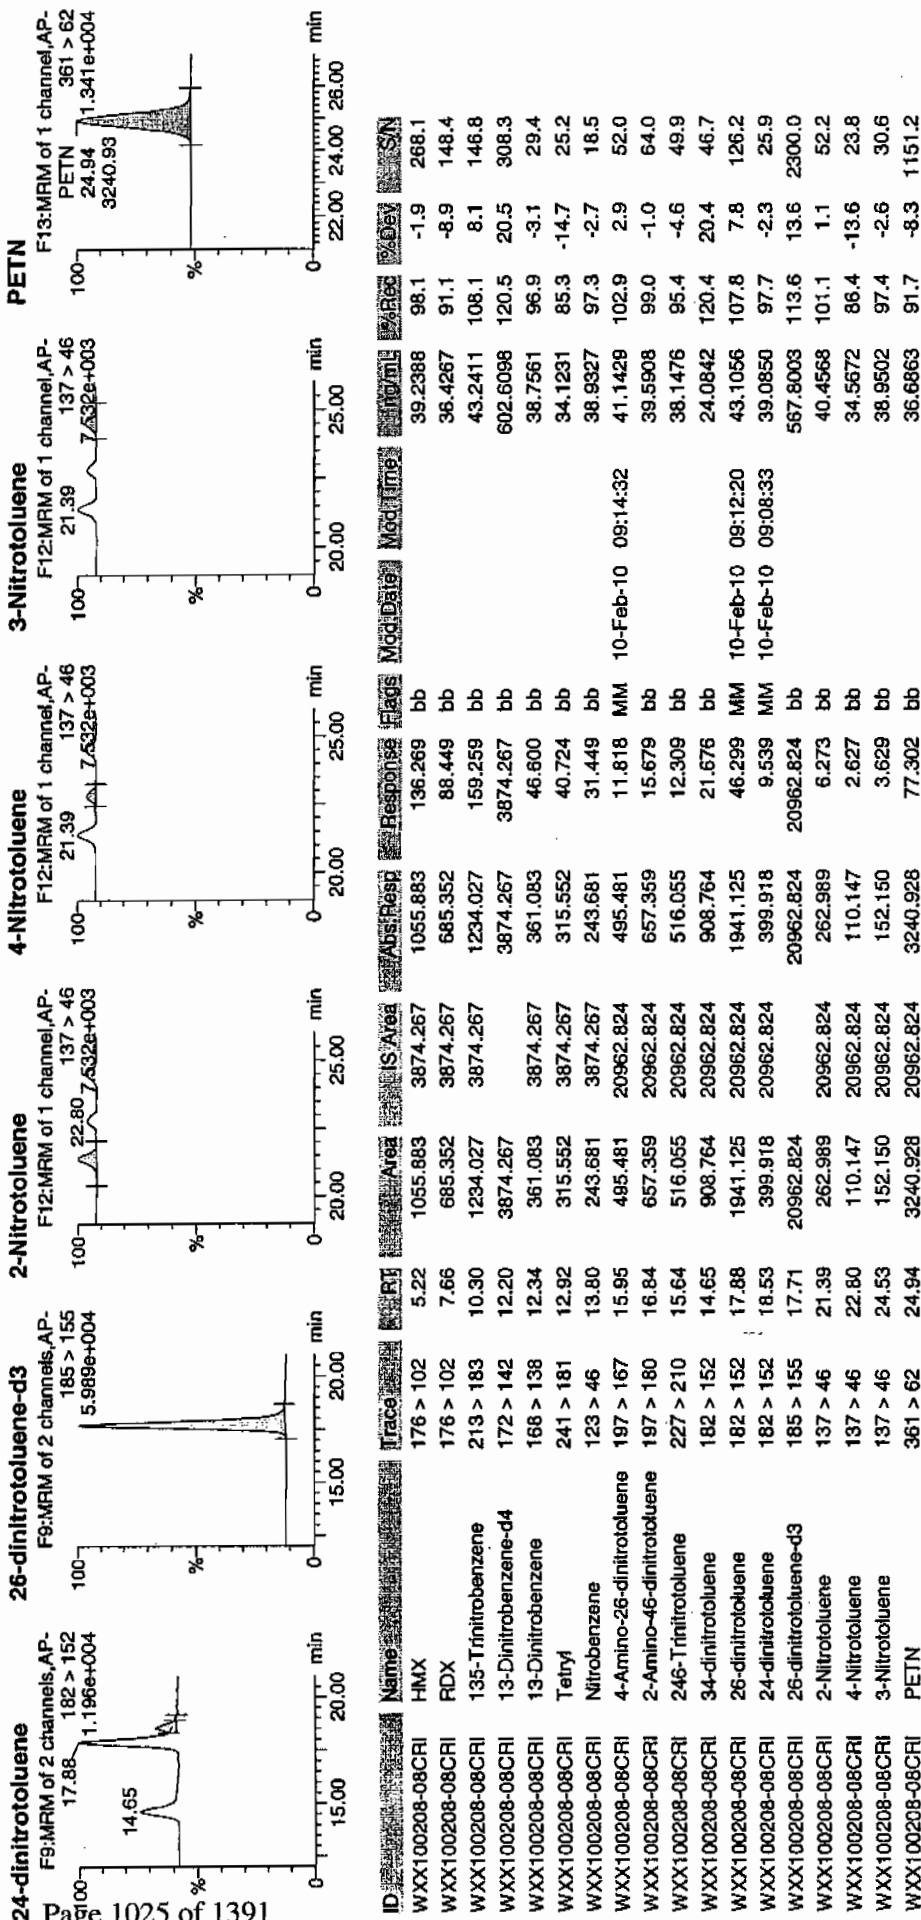 24-dinitrotoluene
F9:MRM of 2 channels,AP-
17.88 182 > 152
1.196e+004
100
14.65
%
0
15.00 20.00 min
26-dinitrotoluene-d3
F9:MRM of 2 channels,AP-
185 > 155
5.989e+004
100
%
0
15.00 20.00 min
2-Nitrotoluene
F12:MRM of 1 channel,AP-
137 > 46
22.80 7.532e+003
100
%
0
20.00 25.00 min
4-Nitrotoluene
F12:MRM of 1 channel,AP-
21.39 137 > 46
7.532e+003
100
%
0
20.00 25.00 min
3-Nitrotoluene
F12:MRM of 1 channel,AP-
21.39 137 > 46
7.532e+003
100
%
0
20.00 25.00 min
PETN
F13:MRM of 1 channel,AP-
PETN 361 > 62
24.94 1.341e+004
3240.93
100
%
0
22.00 24.00 26.00 min
ID Name Trace RT Area IS Area Abs.Resp Response Flags Mod.Date Mod.Time ng/mL %Rec %Dev S/N
WXX100208-08CRI HMX 176 > 102 5.22 1055.883 3874.267 1055.883 136.269 bb 39.2388 98.1 -1.9 268.1
WXX100208-08CRI RDX 176 > 102 7.66 685.352 3874.267 685.352 88.449 bb 36.4267 91.1 -8.9 148.4
WXX100208-08CRI 135-Trinitrobenzene 213 > 183 10.30 1234.027 3874.267 1234.027 159.259 bb 43.2411 108.1 8.1 146.8
WXX100208-08CRI 13-Dinitrobenzene-d4 172 > 142 12.20 3874.267 3874.267 3874.267 bb 602.6098 120.5 20.5 308.3
WXX100208-08CRI 13-Dinitrobenzene 168 > 138 12.34 361.083 3874.267 361.083 46.600 bb 38.7561 96.9 -3.1 29.4
WXX100208-08CRI Tetryl 241 > 181 12.92 315.552 3874.267 315.552 40.724 bb 34.1231 85.3 -14.7 25.2
WXX100208-08CRI Nitrobenzene 123 > 46 13.80 243.681 3874.267 243.681 31.449 bb 38.9327 97.3 -2.7 18.5
WXX100208-08CRI 4-Amino-26-dinitrotoluene 197 > 167 15.95 495.481 20962.824 495.481 11.818 MM 10-Feb-10 09:14:32 41.1429 102.9 2.9 52.0
WXX100208-08CRI 2-Amino-46-dinitrotoluene 197 > 180 16.84 657.359 20962.824 657.359 15.679 bb 39.5908 99.0 -1.0 64.0
WXX100208-08CRI 246-Trinitrotoluene 227 > 210 15.64 516.055 20962.824 516.055 12.309 bb 38.1476 95.4 -4.6 49.9
WXX100208-08CRI 34-dinitrotoluene 182 > 152 14.65 908.764 20962.824 908.764 21.676 bb 24.0842 120.4 20.4 46.7
WXX100208-08CRI 26-dinitrotoluene 182 > 152 17.88 1941.125 20962.824 1941.125 46.299 MM 10-Feb-10 09:12:20 43.1056 107.8 7.8 126.2
WXX100208-08CRI 24-dinitrotoluene 182 > 152 18.53 399.918 20962.824 399.918 9.539 MM 10-Feb-10 09:08:33 39.0850 97.7 -2.3 25.9
WXX100208-08CRI 26-dinitrotoluene-d3 185 > 155 17.71 20962.824 20962.824 20962.824 bb 567.8003 113.6 13.6 2300.0
WXX100208-08CRI 2-Nitrotoluene 137 > 46 21.39 262.989 20962.824 262.989 6.273 bb 40.4568 101.1 1.1 52.2
WXX100208-08CRI 4-Nitrotoluene 137 > 46 22.80 110.147 20962.824 110.147 2.627 bb 34.5672 86.4 -13.6 23.8
WXX100208-08CRI 3-Nitrotoluene 137 > 46 24.53 152.150 20962.824 152.150 3.629 bb 38.9502 97.4 -2.6 30.6
WXX100208-08CRI PETN 361 > 62 24.94 3240.928 20962.824 3240.928 77.302 bb 36.6863 91.7 -8.3 1151.2
Page 1025 of 1391